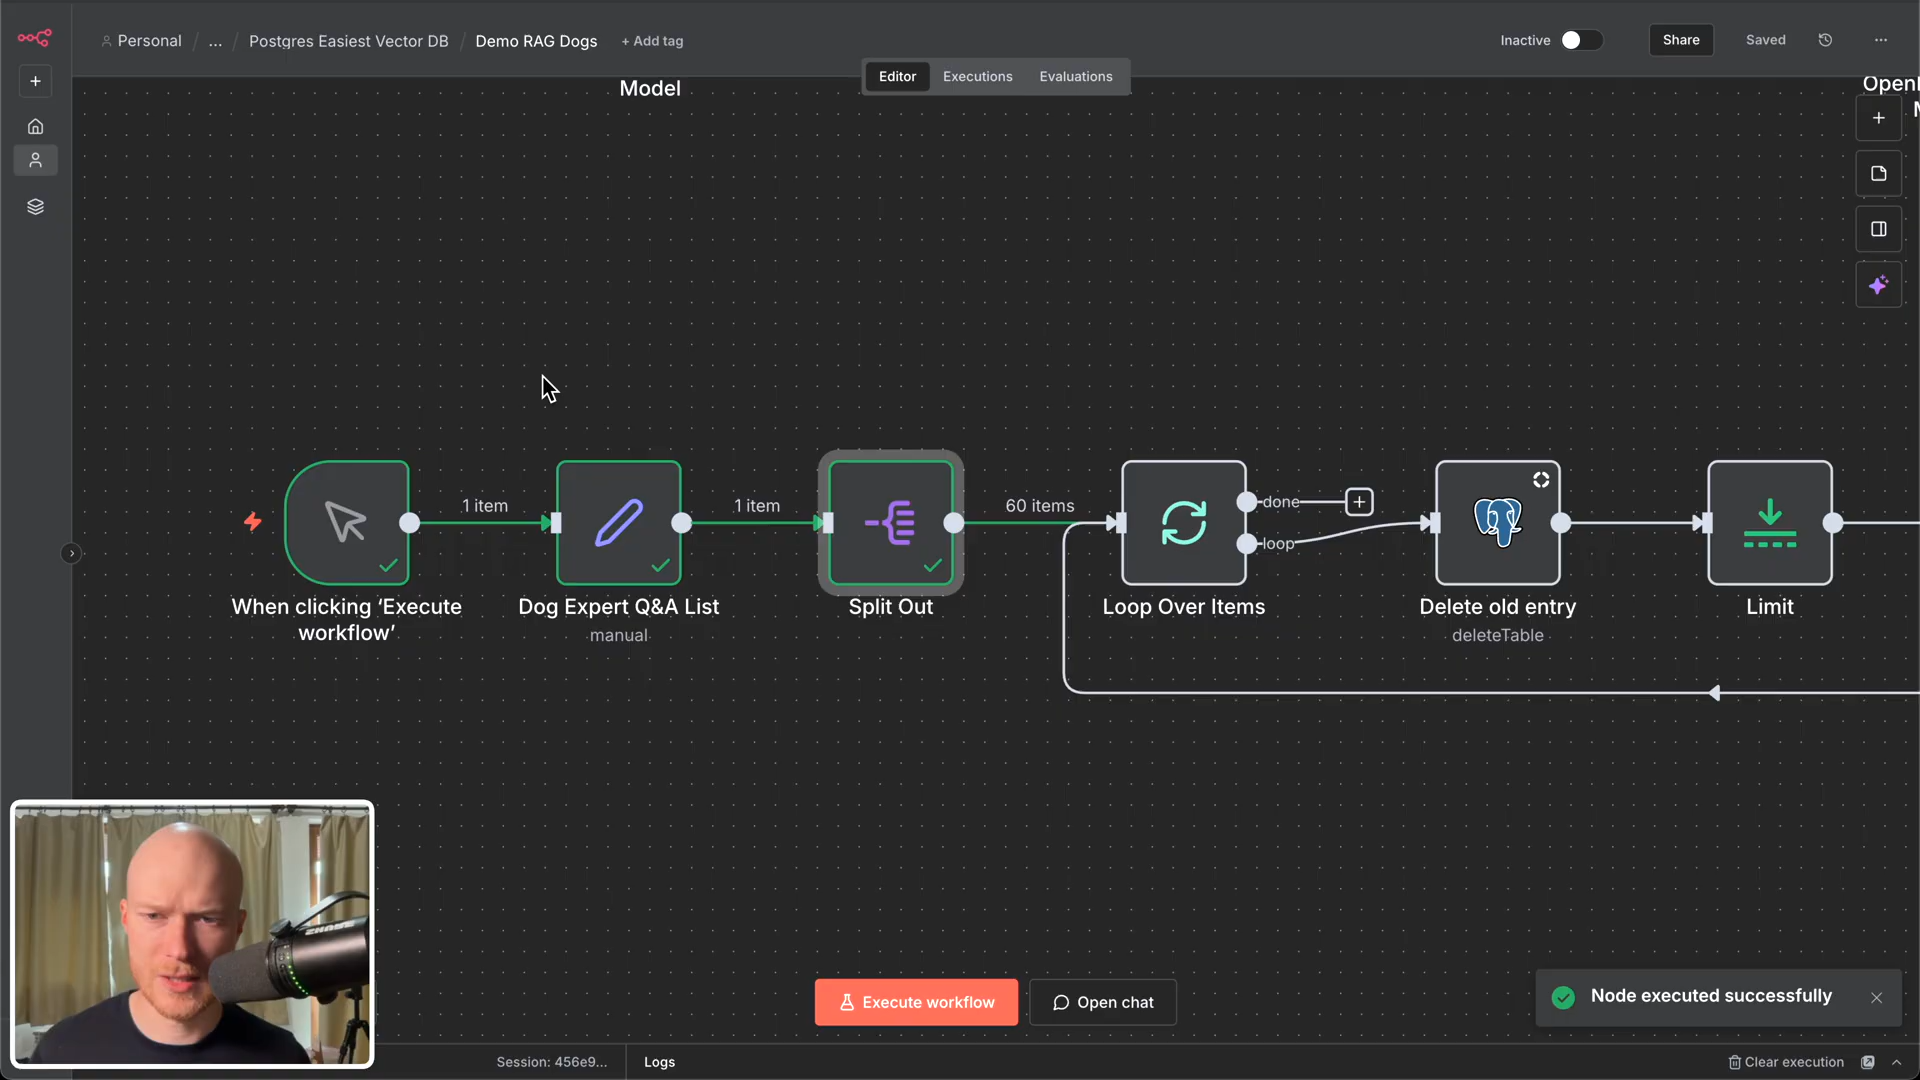 Personal / ... / Postgres Easiest Vector DB / Demo RAG Dogs + Add tag
Inactive
Share
Saved
Editor
Executions
Evaluations
Model
1 item
1 item
60 items
done
loop
When clicking ‘Execute
workflow’
Dog Expert Q&A List
manual
Split Out
Loop Over Items
Delete old entry
deleteTable
Limit
Execute workflow
Open chat
Node executed successfully
Session: 456e9...
Logs
Clear execution